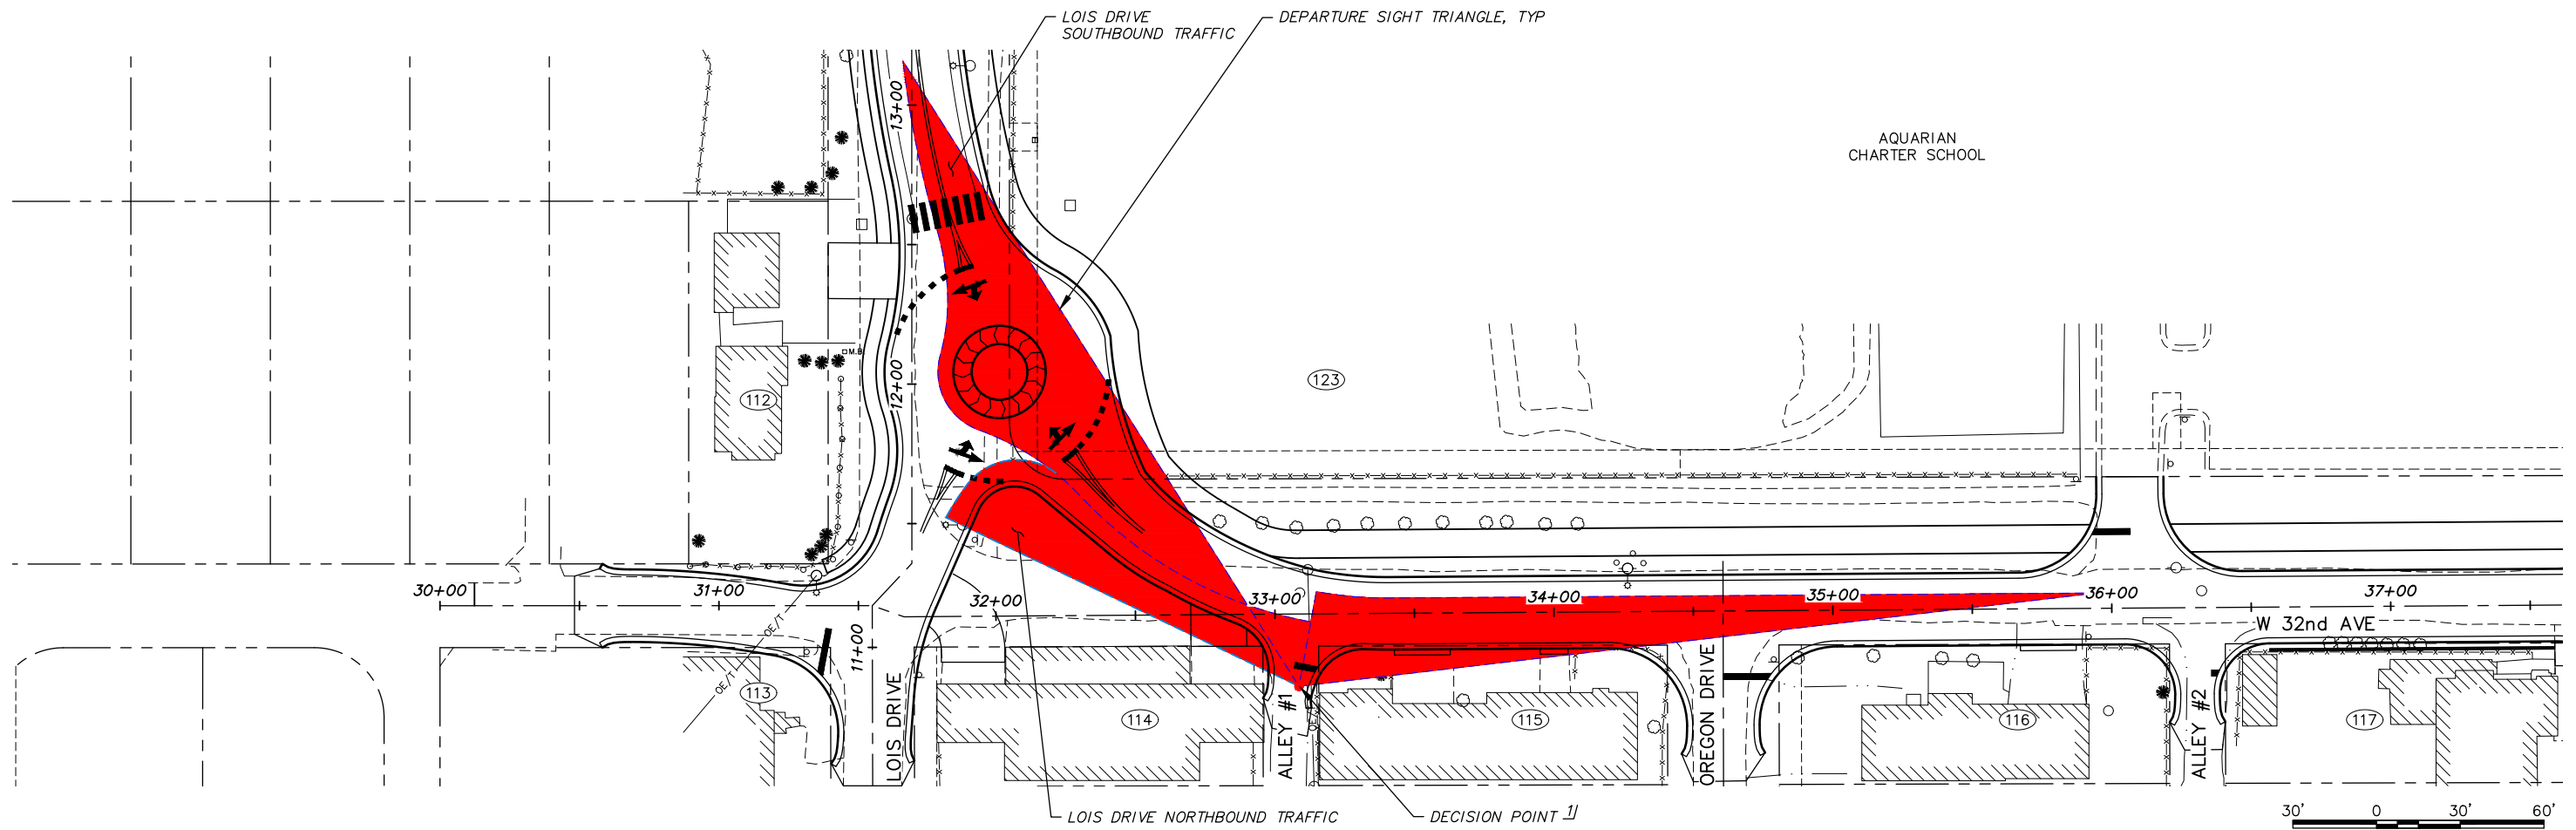 LOIS DRIVE
SOUTHBOUND TRAFFIC
DEPARTURE SIGHT TRIANGLE, TYP
AQUARIAN
CHARTER SCHOOL
13+00
12+00
11+00
M.B.
112
123
30+00
31+00
32+00
33+00
34+00
35+00
36+00
37+00
W 32nd AVE
OE/T
OE/T
113
114
115
116
117
LOIS DRIVE
ALLEY #1
OREGON DRIVE
ALLEY #2
LOIS DRIVE NORTHBOUND TRAFFIC
DECISION POINT 1/
30' 0 30' 60'